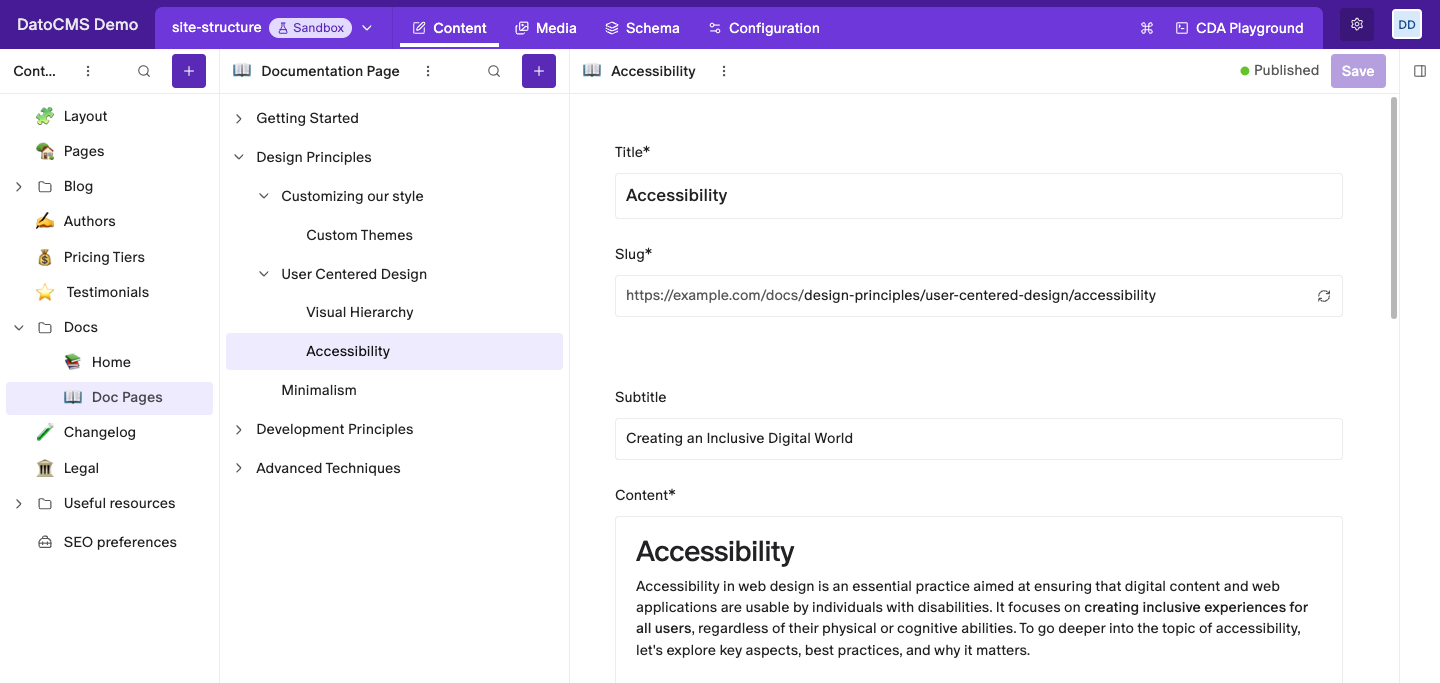 DatoCMS Demo
site-structure Sandbox
Content
Media
Schema
Configuration
CDA Playground
DD
Cont...
Layout
Pages
Blog
Authors
Pricing Tiers
Testimonials
Docs
Home
Doc Pages
Changelog
Legal
Useful resources
SEO preferences
Documentation Page
Getting Started
Design Principles
Customizing our style
Custom Themes
User Centered Design
Visual Hierarchy
Accessibility
Minimalism
Development Principles
Advanced Techniques
Accessibility
Published
Save
Title*
Accessibility
Slug*
https://example.com/docs/design-principles/user-centered-design/accessibility
Subtitle
Creating an Inclusive Digital World
Content*
Accessibility
Accessibility in web design is an essential practice aimed at ensuring that digital content and web
applications are usable by individuals with disabilities. It focuses on creating inclusive experiences for
all users, regardless of their physical or cognitive abilities. To go deeper into the topic of accessibility,
let's explore key aspects, best practices, and why it matters.